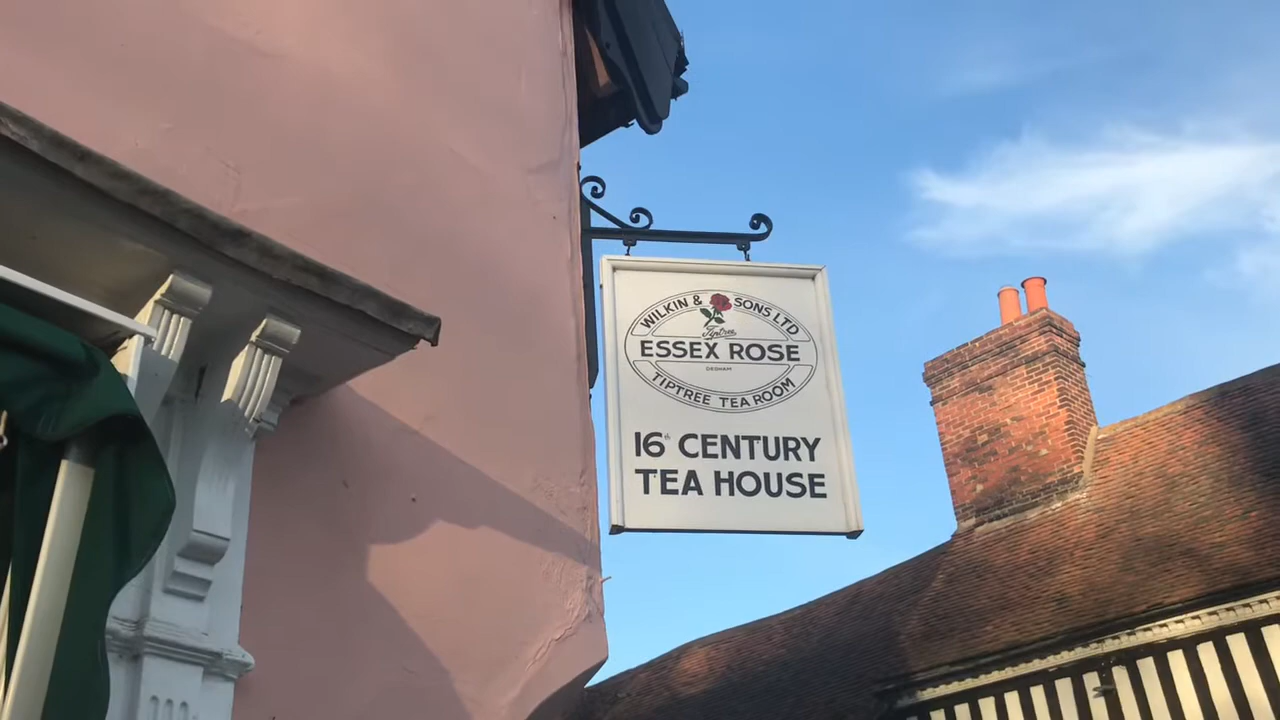 WILKIN & SONS LTD
Tiptree
ESSEX ROSE
DEDHAM
TIPTREE TEA ROOM
16th CENTURY
TEA HOUSE